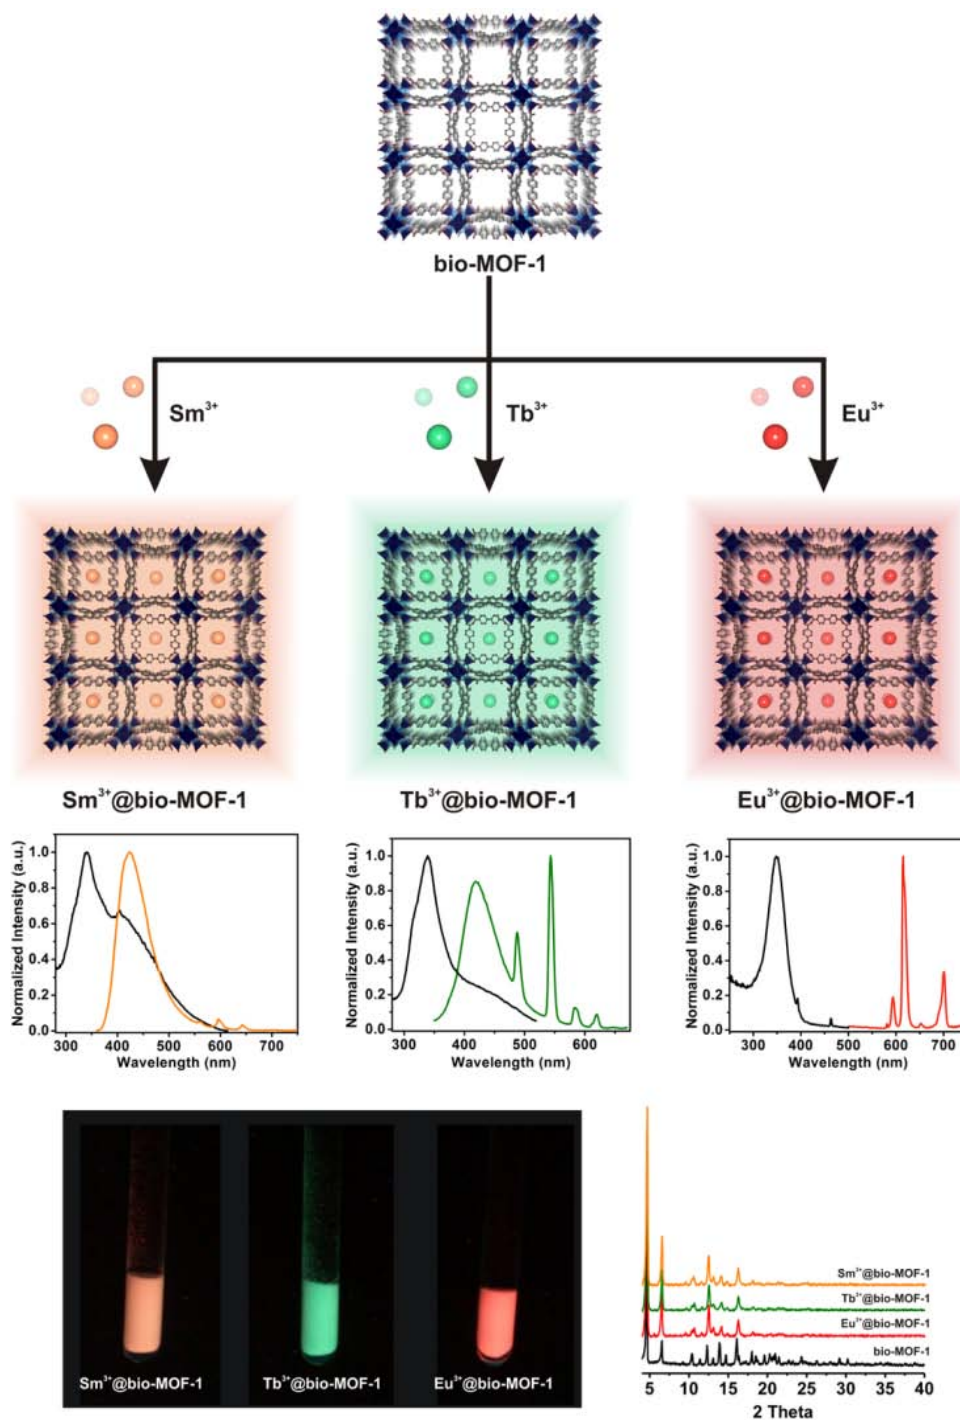 bio-MOF-1
Sm³⁺
Tb³⁺
Eu³⁺
Sm³⁺@bio-MOF-1
Tb³⁺@bio-MOF-1
Eu³⁺@bio-MOF-1
Normalized Intensity (a.u.)
1.0
0.8
0.6
0.4
0.2
0.0
300 400 500 600 700
Wavelength (nm)
Normalized Intensity (a.u.)
1.0
0.8
0.6
0.4
0.2
0.0
300 400 500 600
Wavelength (nm)
Normalized Intensity (a.u.)
1.0
0.8
0.6
0.4
0.2
0.0
300 400 500 600 700
Wavelength (nm)
Sm³⁺@bio-MOF-1
Tb³⁺@bio-MOF-1
Eu³⁺@bio-MOF-1
Sm³⁺@bio-MOF-1
Tb³⁺@bio-MOF-1
Eu³⁺@bio-MOF-1
bio-MOF-1
5 10 15 20 25 30 35 40
2 Theta